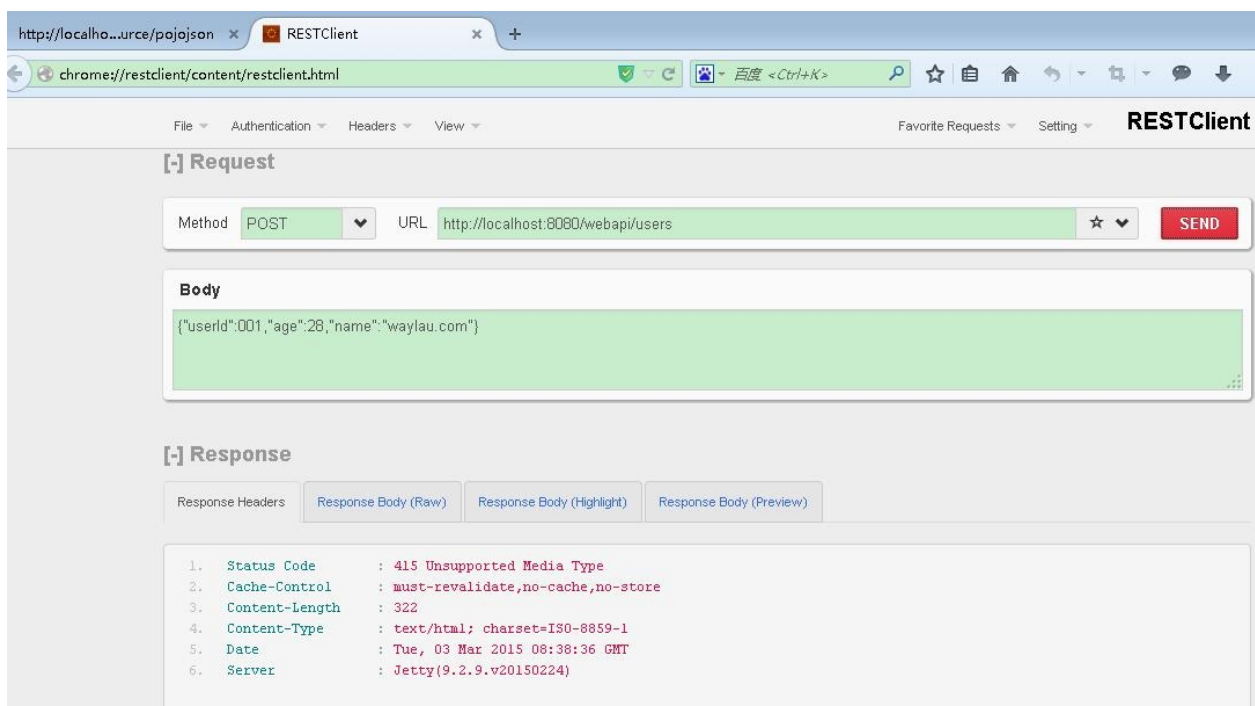 http://localho...urce/pojojson × RESTClient × +
chrome://restclient/content/restclient.html 百度 <Ctrl+K>
File Authentication Headers View Favorite Requests Setting RESTClient
[-] Request
Method POST URL http://localhost:8080/webapi/users SEND
Body
{"userId":001,"age":28,"name":"waylau.com"}
[-] Response
Response Headers Response Body (Raw) Response Body (Highlight) Response Body (Preview)
1. Status Code : 415 Unsupported Media Type
2. Cache-Control : must-revalidate,no-cache,no-store
3. Content-Length : 322
4. Content-Type : text/html; charset=ISO-8859-1
5. Date : Tue, 03 Mar 2015 08:38:36 GMT
6. Server : Jetty(9.2.9.v20150224)